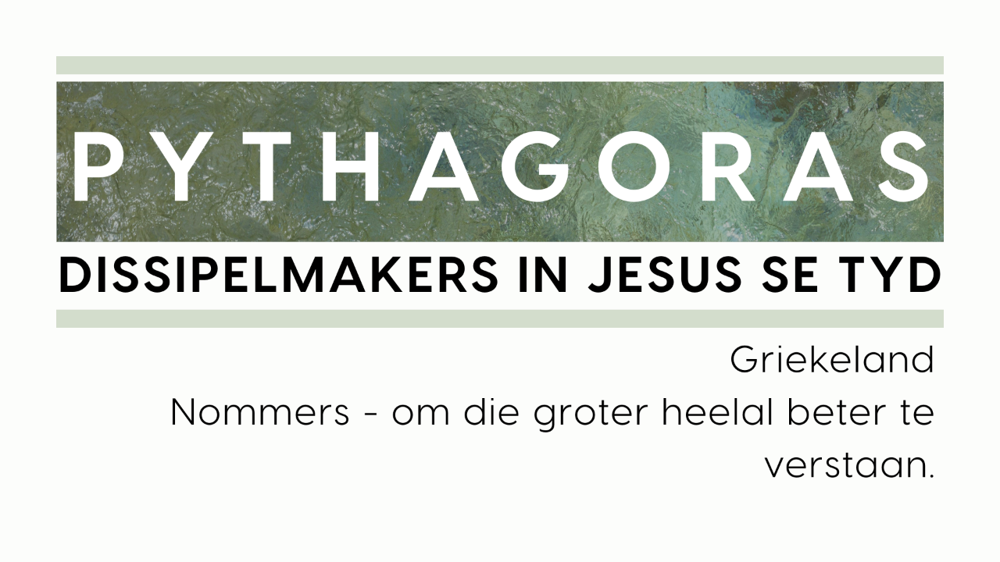 PYTHAGORAS
DISSIPELMAKERS IN JESUS SE TYD
Griekeland
Nommers - om die groter heelal beter te
verstaan.